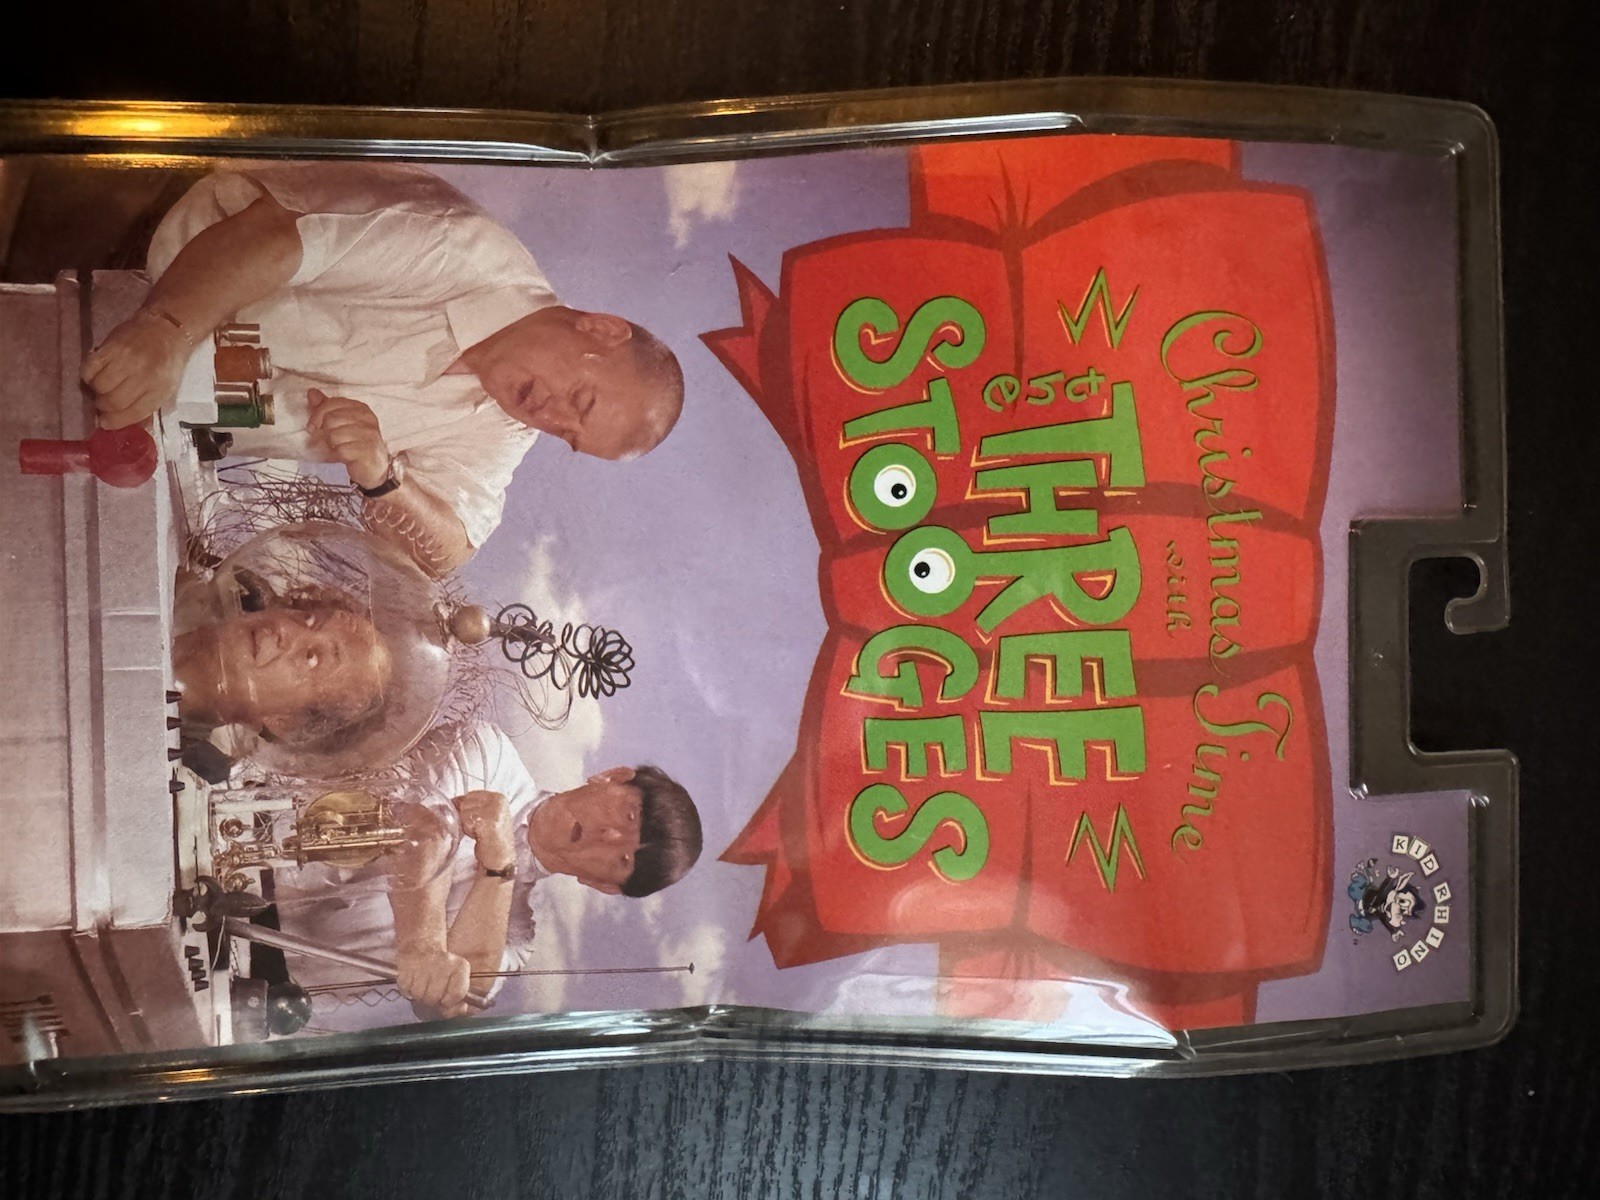 KID RHINO
Christmas Time
with
the
THREE
STOOGES